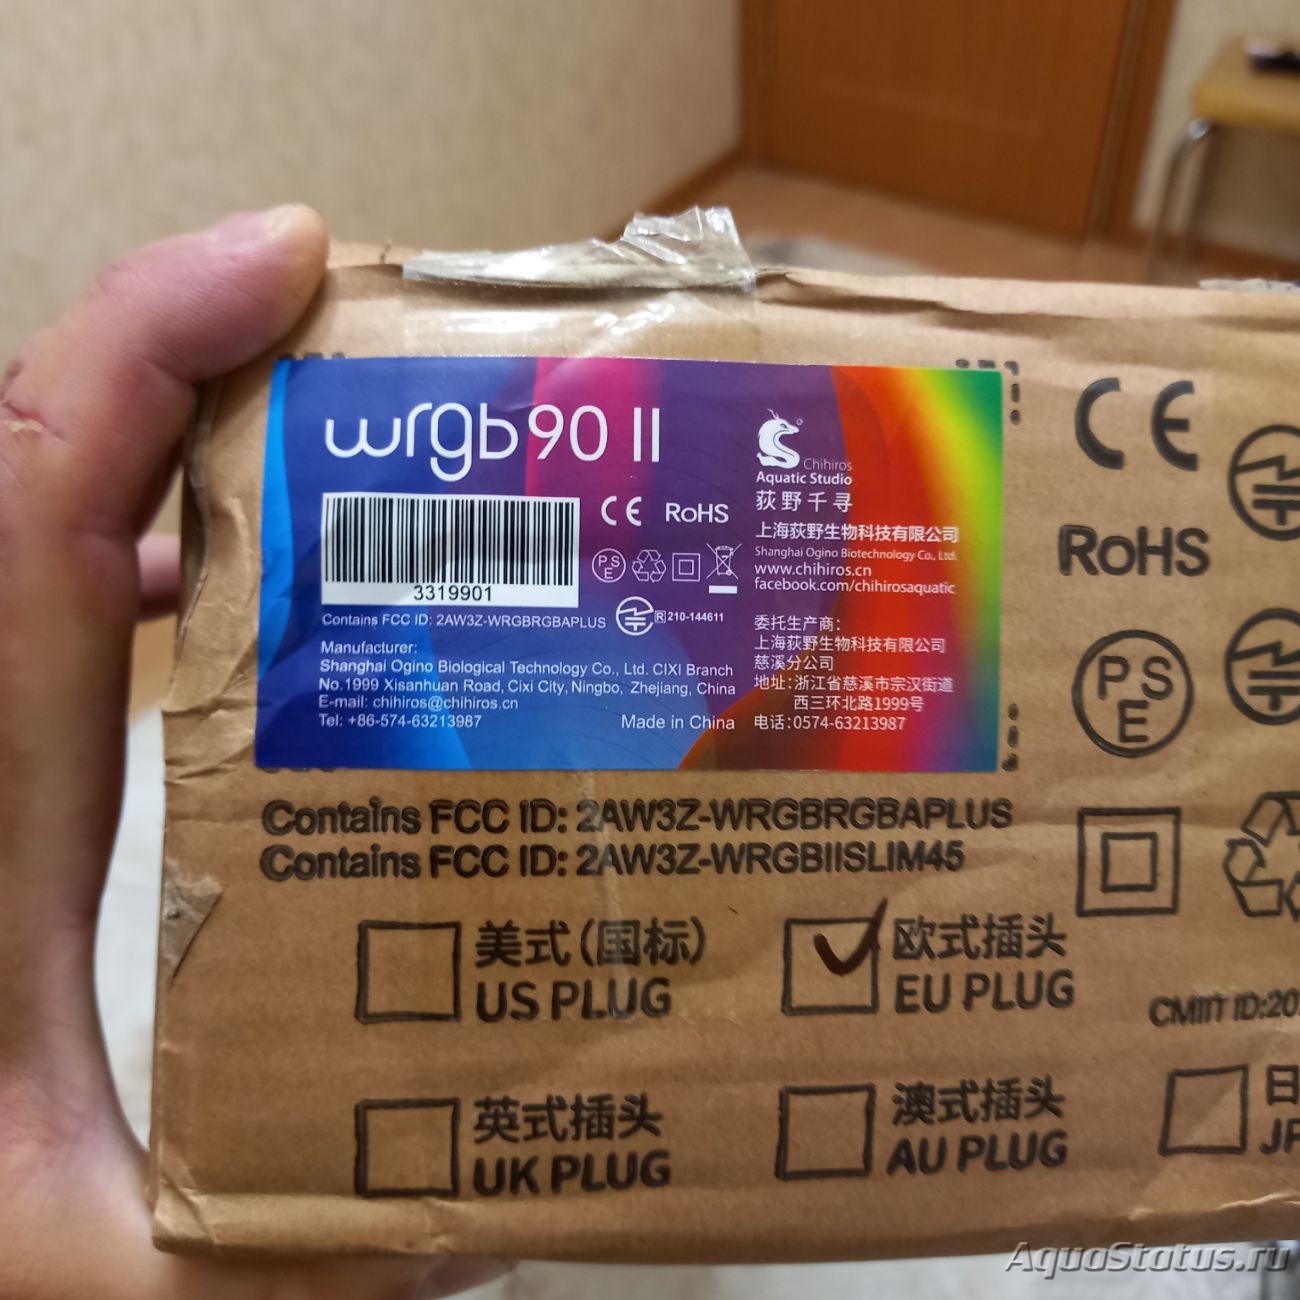 wrgb90 II
Chihiros
Aquatic Studio
荻野千寻
CE RoHS
上海荻野生物科技有限公司
Shanghai Ogino Biotechnology Co., Ltd.
www.chihiros.cn
facebook.com/chihirosaquatic
PSE
3319901
Contains FCC ID: 2AW3Z-WRGBRGBAPLUS
R 210-144611
Manufacturer:
Shanghai Ogino Biological Technology Co., Ltd. CIXI Branch
No.1999 Xisanhuan Road, Cixi City, Ningbo, Zhejiang, China
E-mail: chihiros@chihiros.cn
Tel: +86-574-63213987
Made in China
委托生产商：
上海荻野生物科技有限公司
慈溪分公司
地址：浙江省慈溪市宗汉街道
西三环北路1999号
电话：0574-63213987
CE
RoHS
PSE
Contains FCC ID: 2AW3Z-WRGBRGBAPLUS
Contains FCC ID: 2AW3Z-WRGBIISLIM45
美式（国标）
US PLUG
欧式插头
EU PLUG
CMIIT ID:20
英式插头
UK PLUG
澳式插头
AU PLUG
日
JP
AquaStatus.ru